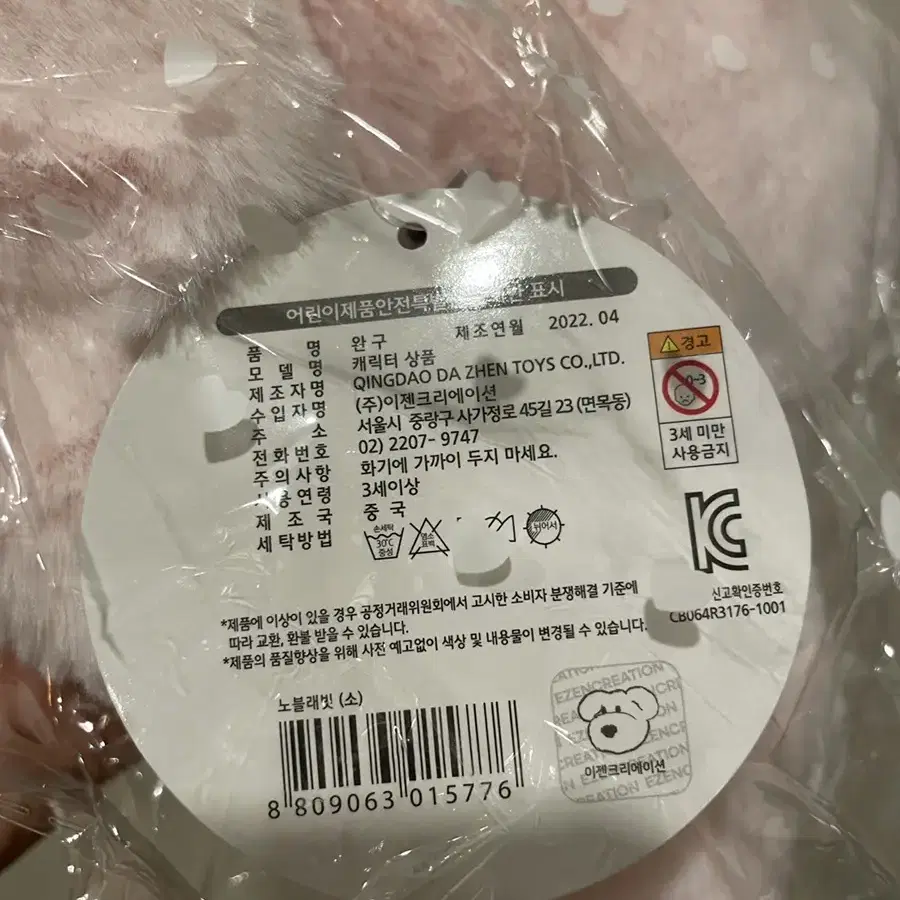 어린이제품안전특 표시
품 명 완구 제조연월 2022. 04
모 델 명 캐릭터 상품
제 조 자 명 QINGDAO DA ZHEN TOYS CO.,LTD.
수 입 자 명 (주)이젠크리에이션
주 소 서울시 중랑구 사가정로 45길 23 (면목동)
전 화 번 호 02) 2207- 9747
주 의 사 항 화기에 가까이 두지 마세요.
사 용 연 령 3세이상
제 조 국 중 국
세 탁 방 법
손세탁
30℃
중성
염소
표백
뉘어서
경고
0-3
3세 미만
사용금지
신고확인증번호
CB064R3176-1001
*제품에 이상이 있을 경우 공정거래위원회에서 고시한 소비자 분쟁해결 기준에
따라 교환, 환불 받을 수 있습니다.
*제품의 품질향상을 위해 사전 예고없이 색상 및 내용물이 변경될 수 있습니다.
노블래빗 (소)
8 809063 015776
EZENCREATION
이젠크리에이션
EATION EZENC